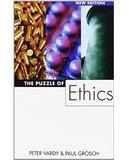 NEW EDITION
THE PUZZLE OF
Ethics
PETER VARDY & PAUL GROSCH